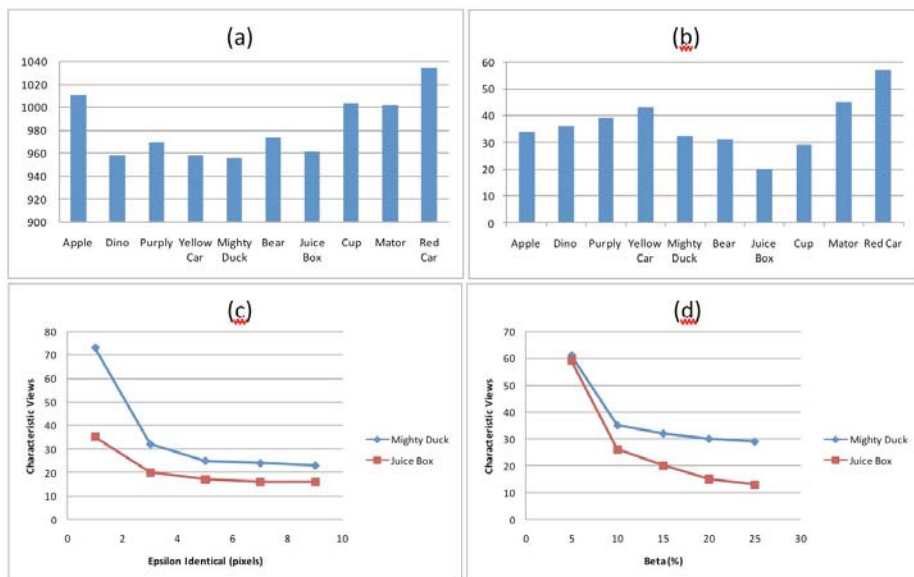 (a)
1040
1020
1000
980
960
940
920
900
Apple Dino Purply Yellow Car Mighty Duck Bear Juice Box Cup Mator Red Car
(b)
60
50
40
30
20
10
0
Apple Dino Purply Yellow Car Mighty Duck Bear Juice Box Cup Mator Red Car
(c)
80
70
60
50
40
30
20
10
0
Characteristic Views
0 2 4 6 8 10
Epsilon Identical (pixels)
Mighty Duck
Juice Box
(d)
70
60
50
40
30
20
10
0
Characteristic Views
0 5 10 15 20 25 30
Beta (%)
Mighty Duck
Juice Box